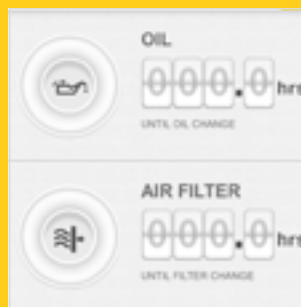 OIL
000.0 hrs
UNTIL OIL CHANGE
AIR FILTER
000.0 hrs
UNTIL FILTER CHANGE